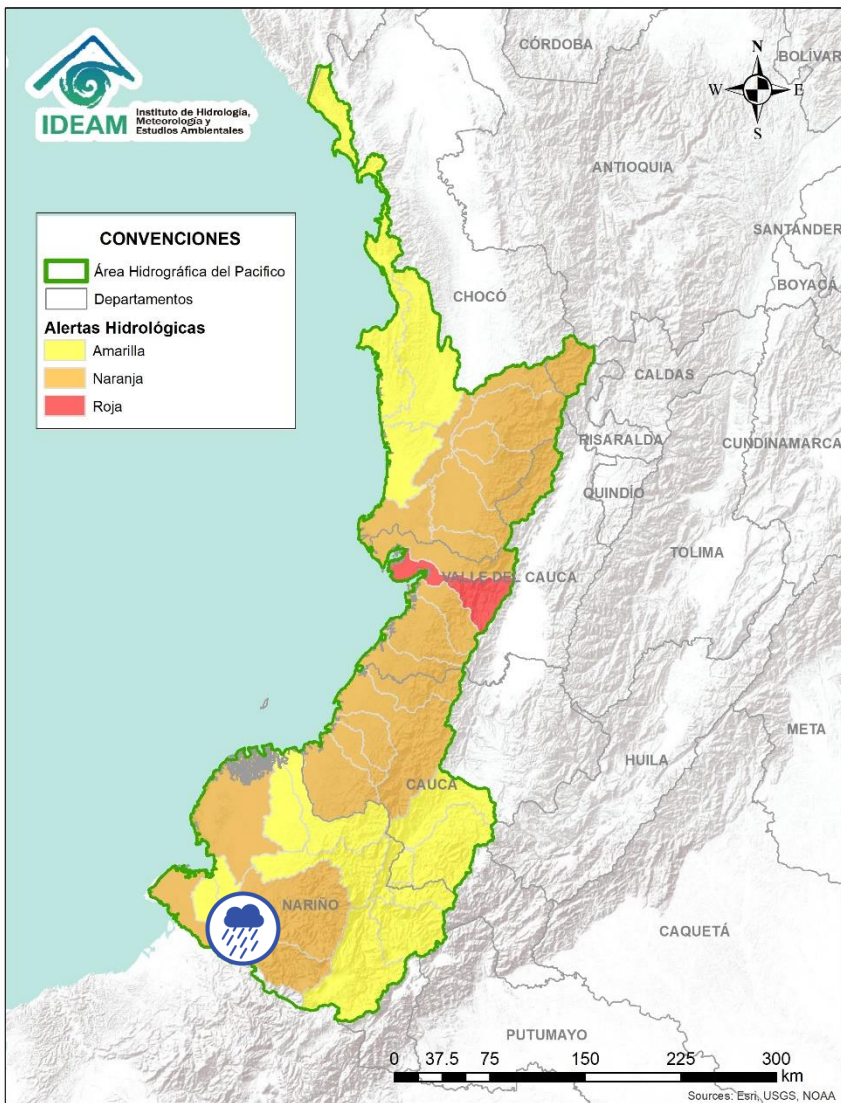 IDEAM
Instituto de Hidrología,
Meteorología y
Estudios Ambientales
CÓRDOBA
BOLÍVAR
N
W
E
S
ANTIOQUIA
SANTANDER
BOYACÁ
CONVENCIONES
Área Hidrográfica del Pacifico
Departamentos
Alertas Hidrológicas
Amarilla
Naranja
Roja
CHOCÓ
CALDAS
RISARALDA
CUNDINAMARCA
QUINDÍO
TOLIMA
VALLE DEL CAUCA
META
HUILA
CAUCA
NARIÑO
CAQUETÁ
PUTUMAYO
0 37.5 75 150 225 300
km
Sources: Esri, USGS, NOAA